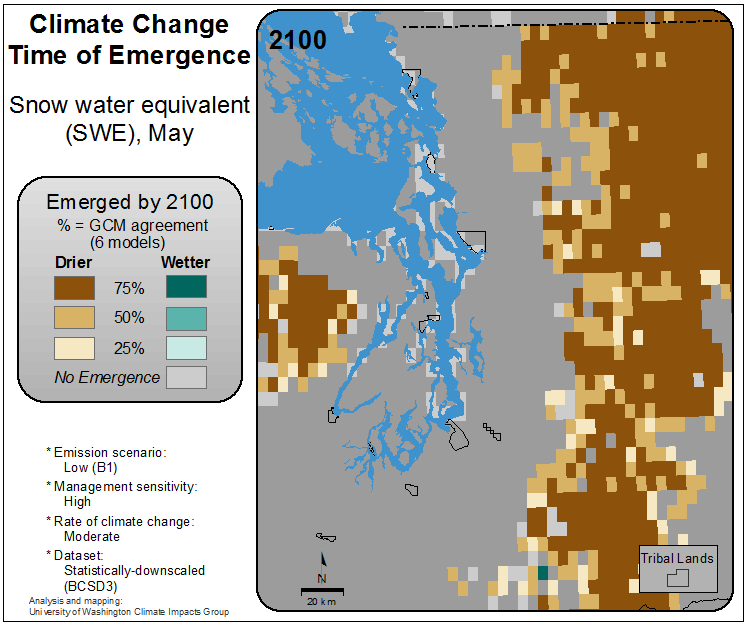 Climate Change
Time of Emergence
Snow water equivalent
(SWE), May
Emerged by 2100
% = GCM agreement
(6 models)
Drier Wetter
75%
50%
25%
No Emergence
* Emission scenario:
Low (B1)
* Management sensitivity:
High
* Rate of climate change:
Moderate
* Dataset:
Statistically-downscaled
(BCSD3)
Analysis and mapping:
University of Washington Climate Impacts Group
2100
N
20 km
Tribal Lands